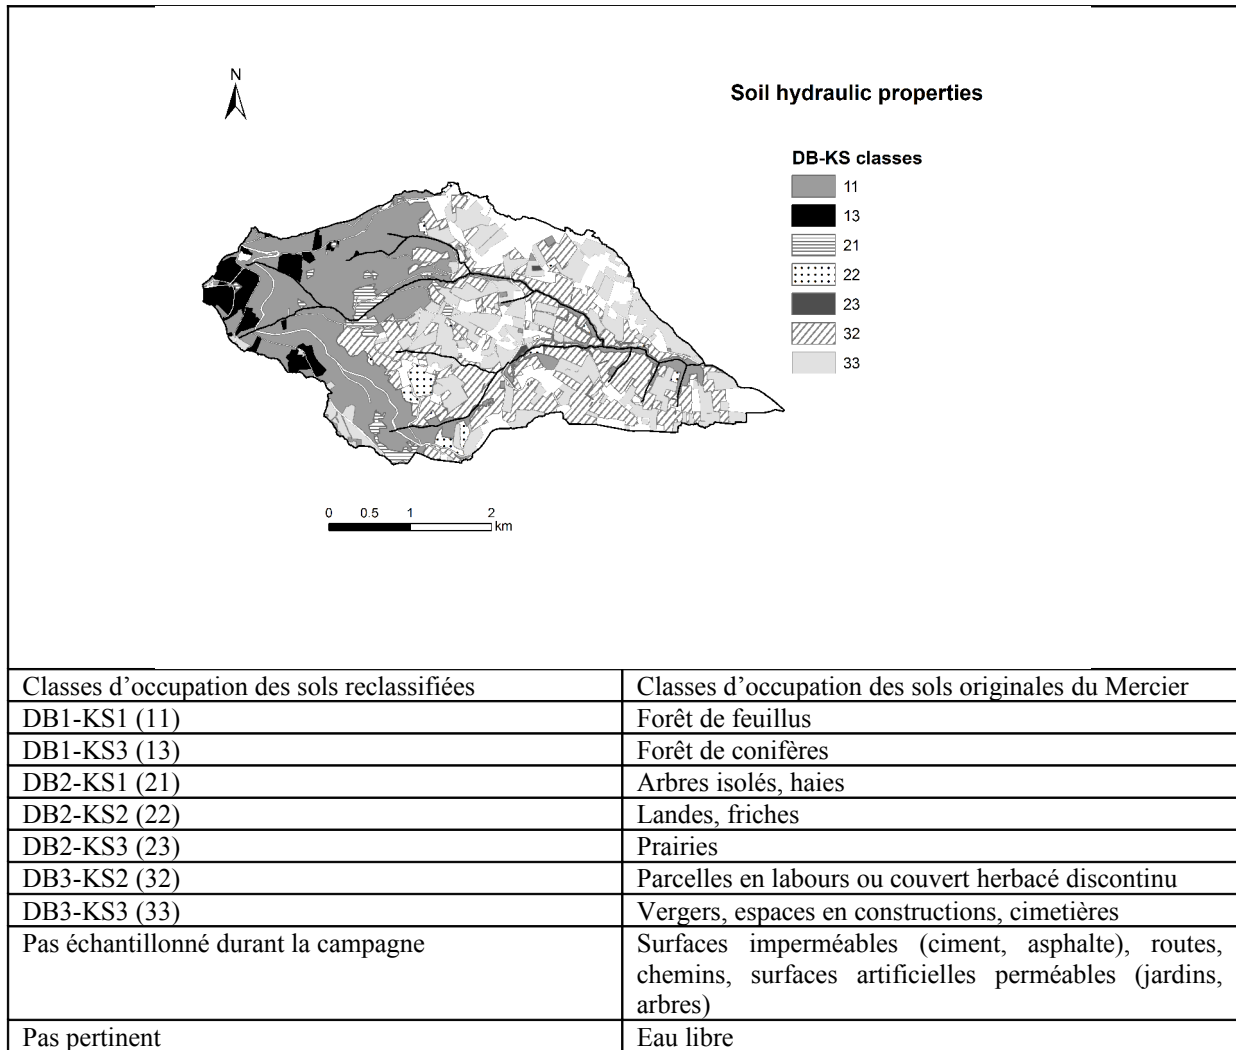 N
Soil hydraulic properties
DB-KS classes
11
13
21
22
23
32
33
0 0.5 1 2
km
Classes d’occupation des sols reclassifiées Classes d’occupation des sols originales du Mercier
DB1-KS1 (11) Forêt de feuillus
DB1-KS3 (13) Forêt de conifères
DB2-KS1 (21) Arbres isolés, haies
DB2-KS2 (22) Landes, friches
DB2-KS3 (23) Prairies
DB3-KS2 (32) Parcelles en labours ou couvert herbacé discontinu
DB3-KS3 (33) Vergers, espaces en constructions, cimetières
Pas échantillonné durant la campagne Surfaces imperméables (ciment, asphalte), routes,
chemins, surfaces artificielles perméables (jardins,
arbres)
Pas pertinent Eau libre